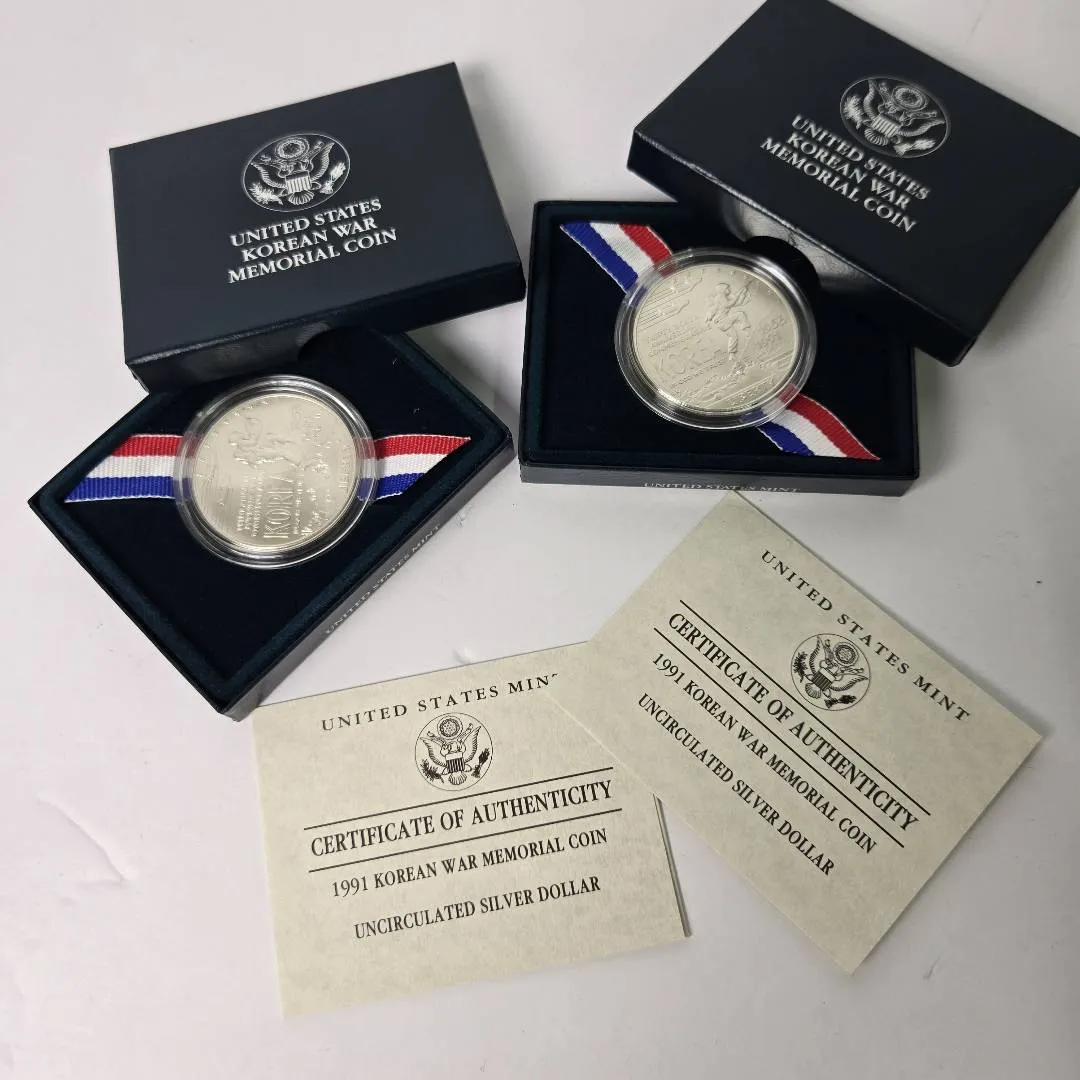 UNITED STATES
KOREAN WAR
MEMORIAL COIN
UNITED STATES
KOREAN WAR
MEMORIAL COIN
KOREA
1953
KOREA
UNITED STATES MINT
UNITED STATES MINT
UNITED STATES MINT
CERTIFICATE OF AUTHENTICITY
1991 KOREAN WAR MEMORIAL COIN
UNCIRCULATED SILVER DOLLAR
UNITED STATES MIN
CERTIFICATE OF AUTHENTICITY
1991 KOREAN WAR MEMORIAL COIN
UNCIRCULATED SILVER DOLLAR